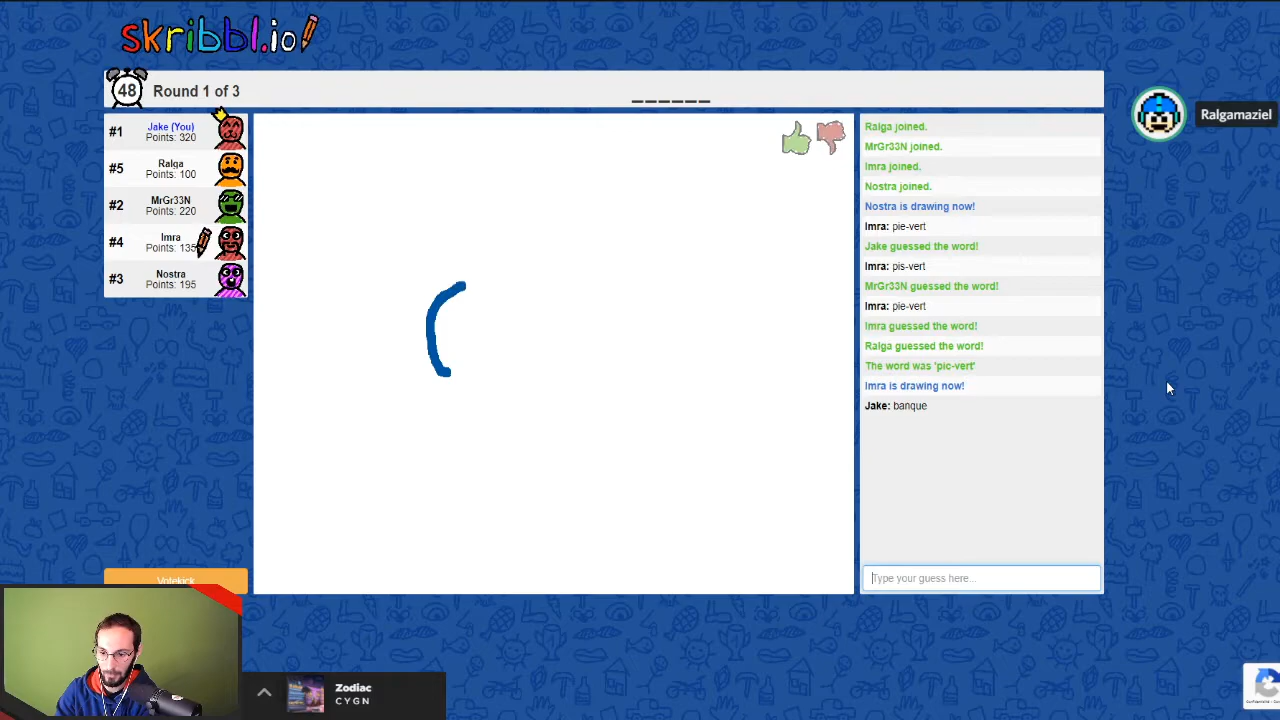 skribbl.io
48
Round 1 of 3
______
Ralgamaziel
#1
Jake (You)
Points: 320
#5
Ralga
Points: 100
#2
MrGr33N
Points: 220
#4
Imra
Points: 135
#3
Nostra
Points: 195
Ralga joined.
MrGr33N joined.
Imra joined.
Nostra joined.
Nostra is drawing now!
Imra: pie-vert
Jake guessed the word!
Imra: pis-vert
MrGr33N guessed the word!
Imra: pie-vert
Imra guessed the word!
Ralga guessed the word!
The word was 'pic-vert'
Imra is drawing now!
Jake: banque
Type your guess here...
Votekick
Zodiac
CYGN